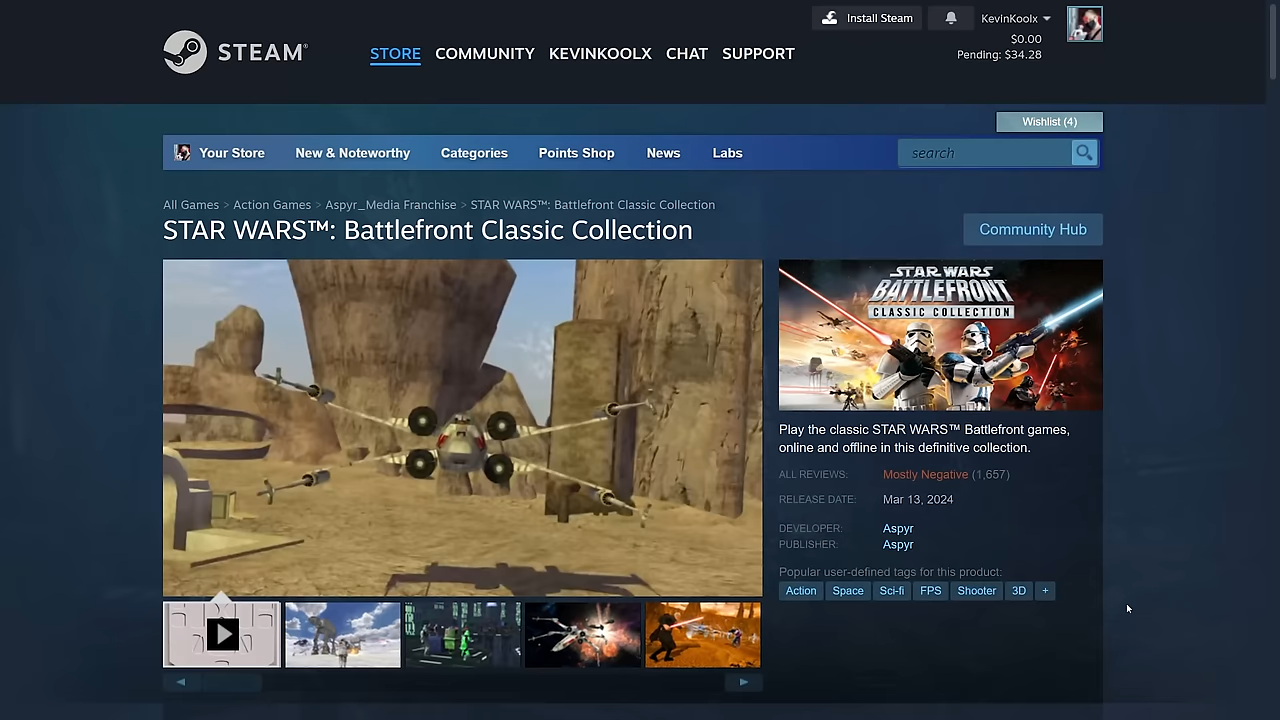 Install Steam
KevinKoolx
$0.00
Pending: $34.28
STEAM®
STORE COMMUNITY KEVINKOOLX CHAT SUPPORT
Wishlist (4)
Your Store New & Noteworthy Categories Points Shop News Labs search
All Games > Action Games > Aspyr_Media Franchise > STAR WARS™: Battlefront Classic Collection
STAR WARS™: Battlefront Classic Collection
Community Hub
STAR WARS
BATTLEFRONT
CLASSIC COLLECTION
Play the classic STAR WARS™ Battlefront games,
online and offline in this definitive collection.
ALL REVIEWS: Mostly Negative (1,657)
RELEASE DATE: Mar 13, 2024
DEVELOPER: Aspyr
PUBLISHER: Aspyr
Popular user-defined tags for this product:
Action Space Sci-fi FPS Shooter 3D +